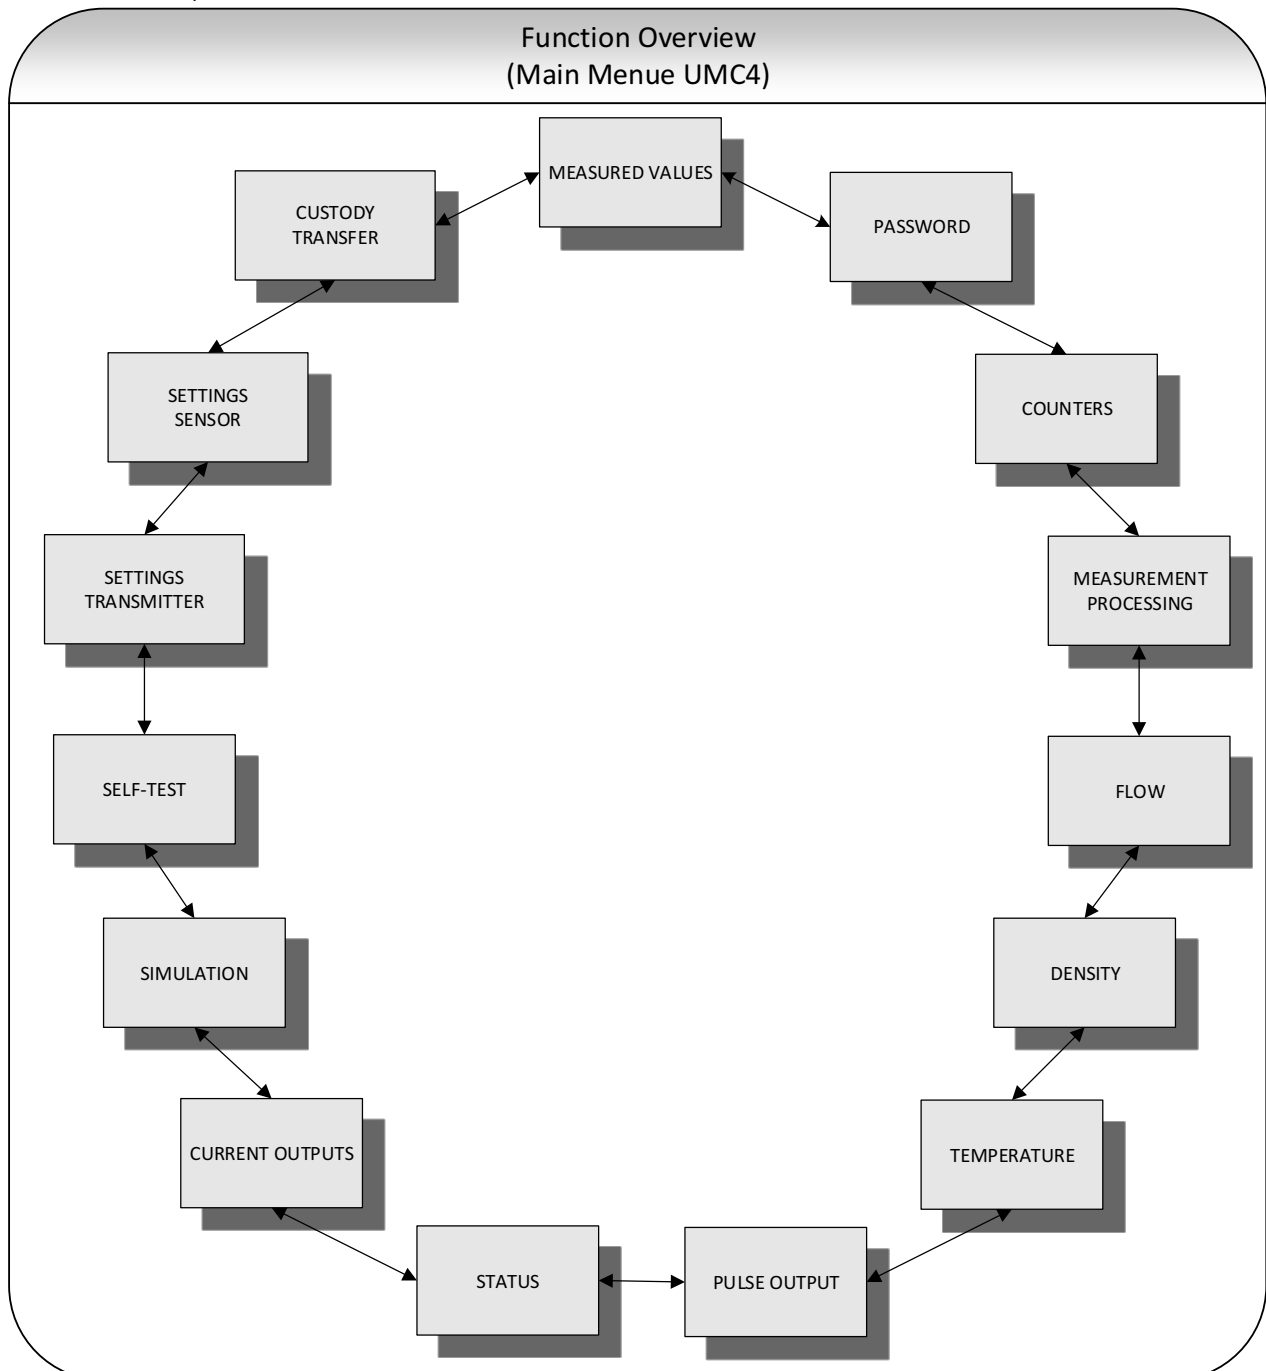 Function Overview
(Main Menue UMC4)
MEASURED VALUES
CUSTODY
TRANSFER
PASSWORD
SETTINGS
SENSOR
COUNTERS
SETTINGS
TRANSMITTER
MEASUREMENT
PROCESSING
SELF-TEST
FLOW
SIMULATION
DENSITY
CURRENT OUTPUTS
TEMPERATURE
STATUS
PULSE OUTPUT